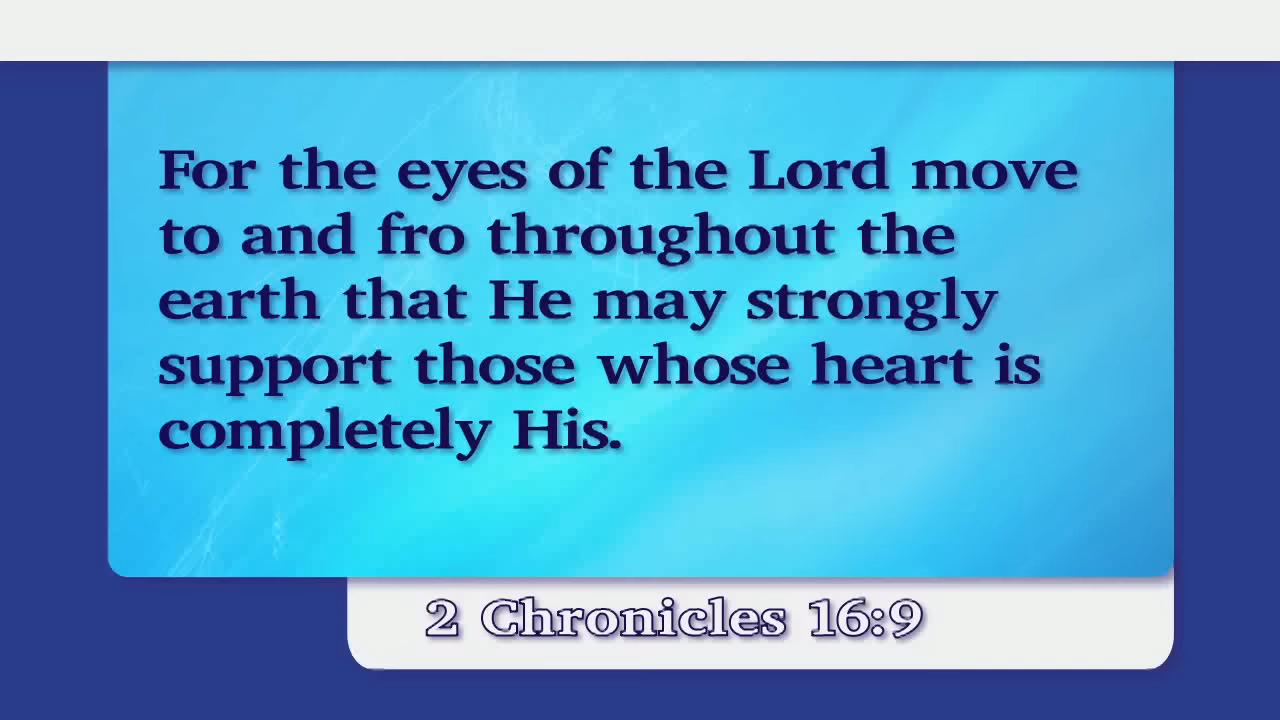 For the eyes of the Lord move
to and fro throughout the
earth that He may strongly
support those whose heart is
completely His.
2 Chronicles 16:9